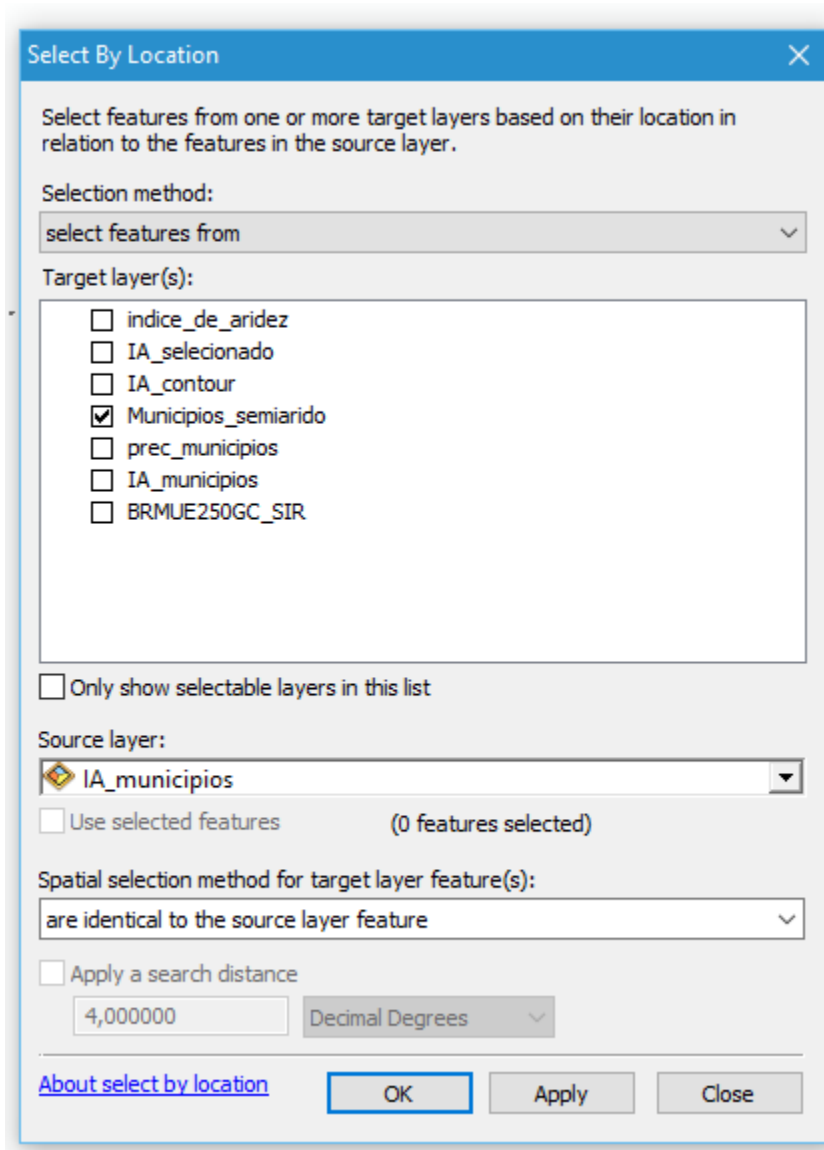 Select By Location
Select features from one or more target layers based on their location in
relation to the features in the source layer.
Selection method:
select features from
Target layer(s):
indice_de_aridez
IA_selecionado
IA_contour
Municipios_semiarido
prec_municipios
IA_municipios
BRMUE250GC_SIR
Only show selectable layers in this list
Source layer:
IA_municipios
Use selected features (0 features selected)
Spatial selection method for target layer feature(s):
are identical to the source layer feature
Apply a search distance
4,000000 Decimal Degrees
About select by location OK Apply Close